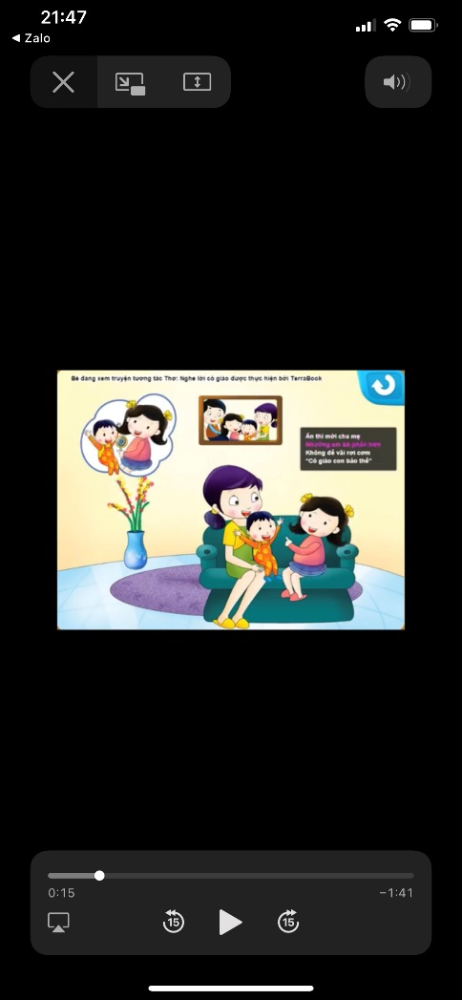 21:47
Zalo
Bé đang xem truyện tương tác Thơ: Nghe lời cô giáo được thực hiện bởi TerraBook
Ăn thì mời cha mẹ
Nhường em bé phần hơn
Không để vãi rơi cơm
"Cô giáo con bảo thế"
0:15
−1:41
15
15